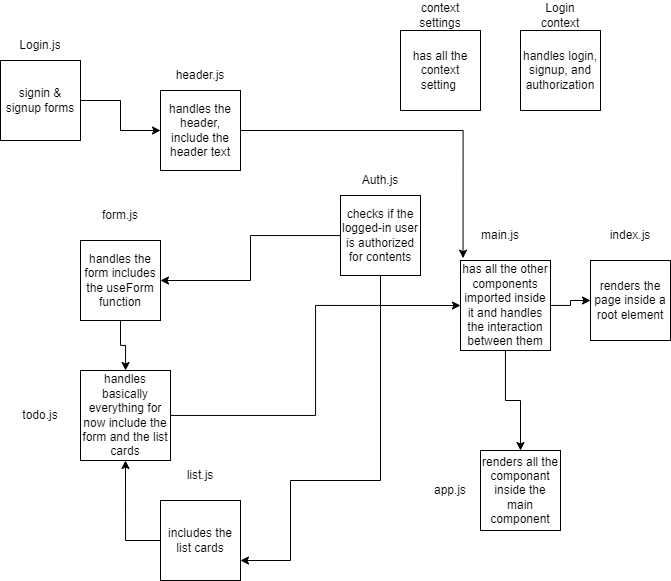 context
settings
has all the
context
setting
Login
context
handles login,
signup, and
authorization
Login.js
signin &
signup forms
header.js
handles the
header,
include the
header text
Auth.js
checks if the
logged-in user
is authorized
for contents
form.js
handles the
form includes
the useForm
function
main.js
has all the other
components
imported inside
it and handles
the interaction
between them
index.js
renders the
page inside a
root element
todo.js
handles
basically
everything for
now include the
form and the list
cards
list.js
includes the
list cards
app.js
renders all the
componant
inside the
main
component